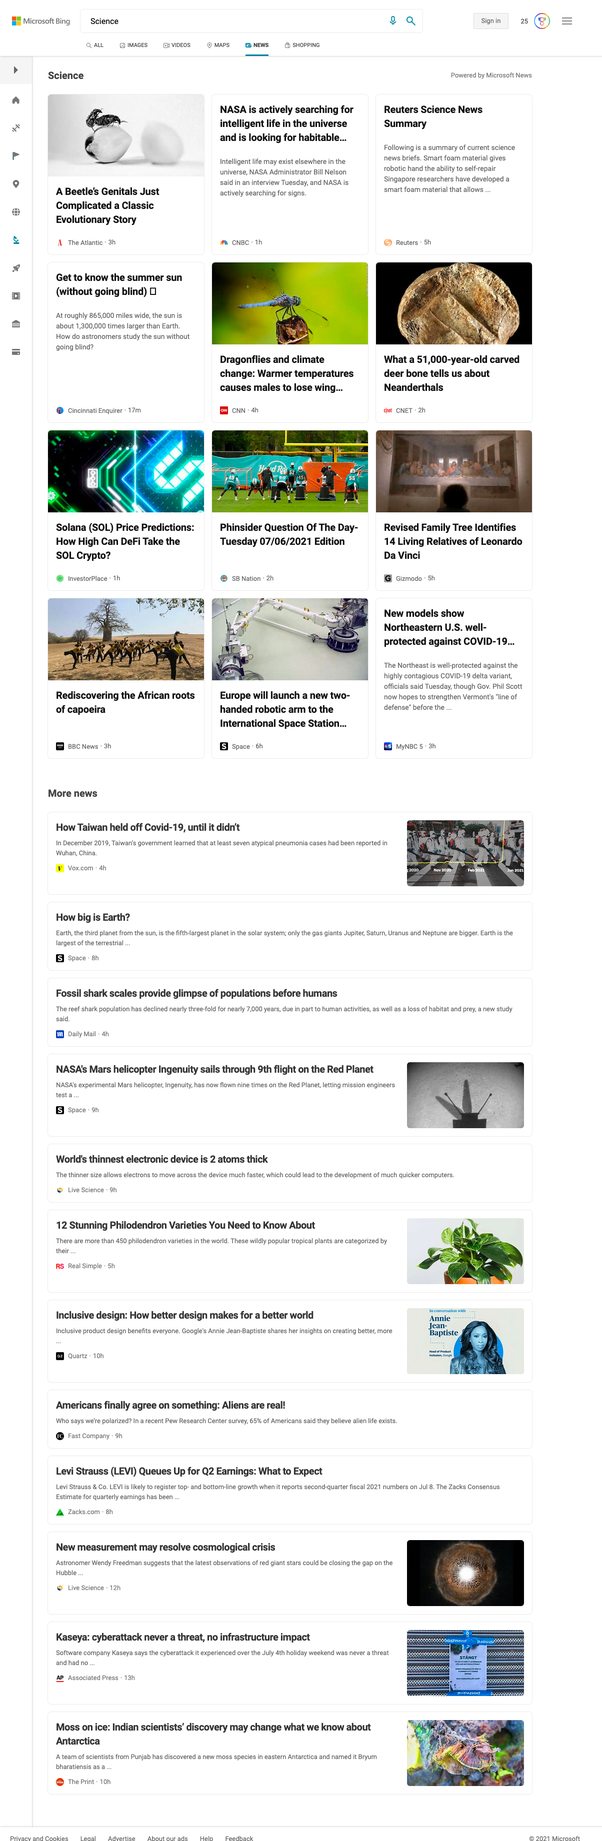 Microsoft Bing
Science
Sign in
25
ALL
IMAGES
VIDEOS
MAPS
NEWS
SHOPPING
Science
Powered by Microsoft News
A Beetle's Genitals Just
Complicated a Classic
Evolutionary Story
The Atlantic · 3h
NASA is actively searching for
intelligent life in the universe
and is looking for habitable...
Intelligent life may exist elsewhere in the
universe, NASA Administrator Bill Nelson
said in an interview Tuesday, and NASA is
actively searching for signs.
CNBC · 1h
Reuters Science News
Summary
Following is a summary of current science
news briefs. Smart foam material gives
robotic hand the ability to self-repair
Singapore researchers have developed a
smart foam material that allows ...
Reuters · 5h
Get to know the summer sun
(without going blind)
At roughly 865,000 miles wide, the sun is
about 1,300,000 times larger than Earth.
How do astronomers study the sun without
going blind?
Cincinnati Enquirer · 17m
Dragonflies and climate
change: Warmer temperatures
causes males to lose wing...
CNN · 4h
What a 51,000-year-old carved
deer bone tells us about
Neanderthals
CNET · 2h
Solana (SOL) Price Predictions:
How High Can DeFi Take the
SOL Crypto?
InvestorPlace · 1h
Phinsider Question Of The Day-
Tuesday 07/06/2021 Edition
SB Nation · 2h
Revised Family Tree Identifies
14 Living Relatives of Leonardo
Da Vinci
Gizmodo · 5h
Rediscovering the African roots
of capoeira
BBC News · 3h
Europe will launch a new two-
handed robotic arm to the
International Space Station...
Space · 6h
New models show
Northeastern U.S. well-
protected against COVID-19...
The Northeast is well-protected against the
highly contagious COVID-19 delta variant,
officials said Tuesday, though Gov. Phil Scott
now hopes to strengthen Vermont's "line of
defense" before the ...
MyNBC 5 · 3h
More news
How Taiwan held off Covid-19, until it didn't
In December 2019, Taiwan's government learned that at least seven atypical pneumonia cases had been reported in
Wuhan, China.
Vox.com · 4h
How big is Earth?
Earth, the third planet from the sun, is the fifth-largest planet in the solar system; only the gas giants Jupiter, Saturn, Uranus and Neptune are bigger. Earth is the
largest of the terrestrial ...
Space · 8h
Fossil shark scales provide glimpse of populations before humans
The reef shark population has declined nearly three-fold for nearly 7,000 years, due in part to human activities, as well as a loss of habitat and prey, a new study
said.
Daily Mail · 4h
NASA's Mars helicopter Ingenuity sails through 9th flight on the Red Planet
NASA's experimental Mars helicopter, Ingenuity, has now flown nine times on the Red Planet, letting mission engineers
test a ...
Space · 9h
World's thinnest electronic device is 2 atoms thick
The thinner size allows electrons to move across the device much faster, which could lead to the development of much quicker computers.
Live Science · 9h
12 Stunning Philodendron Varieties You Need to Know About
There are more than 450 philodendron varieties in the world. These wildly popular tropical plants are categorized by
their ...
RS Real Simple · 5h
Inclusive design: How better design makes for a better world
Inclusive product design benefits everyone. Google's Annie Jean-Baptiste shares her insights on creating better, more
...
Quartz · 10h
In conversation with
Annie
Jean-
Baptiste
Head of Product
Inclusion, Google
Americans finally agree on something: Aliens are real!
Who says we're polarized? In a recent Pew Research Center survey, 65% of Americans said they believe alien life exists.
Fast Company · 9h
Levi Strauss (LEVI) Queues Up for Q2 Earnings: What to Expect
Levi Strauss & Co. LEVI is likely to register top- and bottom-line growth when it reports second-quarter fiscal 2021 numbers on Jul 8. The Zacks Consensus
Estimate for quarterly earnings has been ...
Zacks.com · 8h
New measurement may resolve cosmological crisis
Astronomer Wendy Freedman suggests that the latest observations of red giant stars could be closing the gap on the
Hubble ...
Live Science · 12h
Kaseya: cyberattack never a threat, no infrastructure impact
Software company Kaseya says the cyberattack it experienced over the July 4th holiday weekend was never a threat
and had no ...
AP Associated Press · 13h
STÄNGT
Moss on ice: Indian scientists' discovery may change what we know about
Antarctica
A team of scientists from Punjab has discovered a new moss species in eastern Antarctica and named it Bryum
bharatiensis as a ...
The Print · 10h
Privacy and Cookies
Legal
Advertise
About our ads
Help
Feedback
© 2021 Microsoft